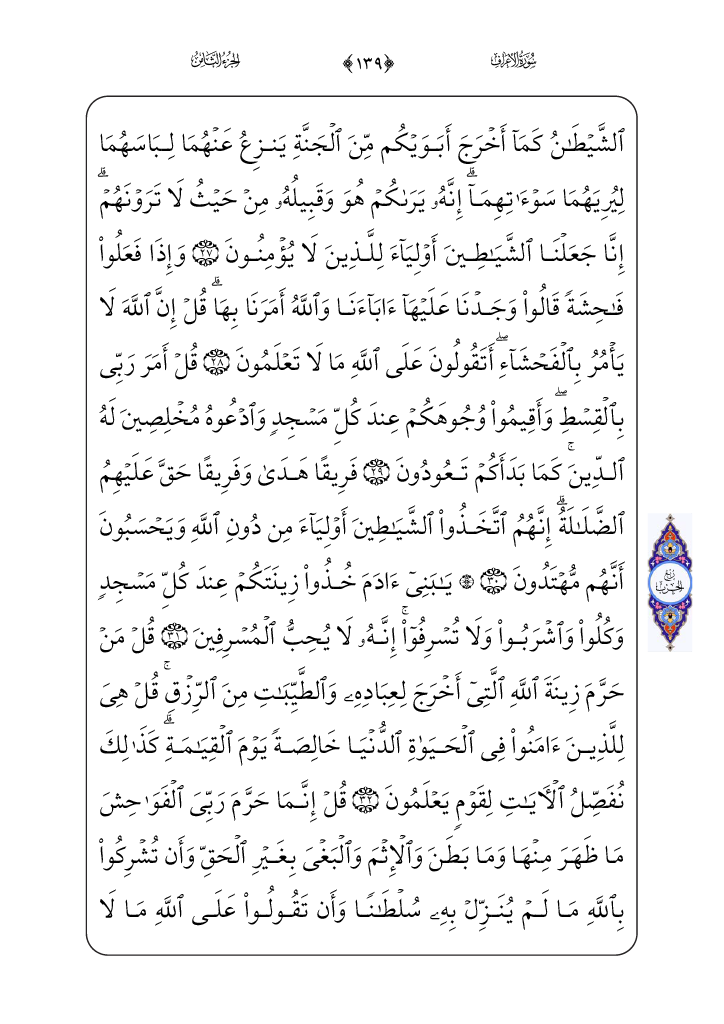 سُورَةُ الأَعرَاف ﴿١٣٩﴾ الجُزءُ الثَّامِنُ
ٱلشَّيۡطَٰنُ كَمَآ أَخۡرَجَ أَبَوَيۡكُم مِّنَ ٱلۡجَنَّةِ يَنزِعُ عَنۡهُمَا لِبَاسَهُمَا
لِيُرِيَهُمَا سَوۡءَٰتِهِمَآۗ إِنَّهُۥ يَرَىٰكُمۡ هُوَ وَقَبِيلُهُۥ مِنۡ حَيۡثُ لَا تَرَوۡنَهُمۡۗ
إِنَّا جَعَلۡنَا ٱلشَّيَٰطِينَ أَوۡلِيَآءَ لِلَّذِينَ لَا يُؤۡمِنُونَ ٢٧ وَإِذَا فَعَلُواْ
فَٰحِشَةٗ قَالُواْ وَجَدۡنَا عَلَيۡهَآ ءَابَآءَنَا وَٱللَّهُ أَمَرَنَا بِهَاۗ قُلۡ إِنَّ ٱللَّهَ لَا
يَأۡمُرُ بِٱلۡفَحۡشَآءِۖ أَتَقُولُونَ عَلَى ٱللَّهِ مَا لَا تَعۡلَمُونَ ٢٨ قُلۡ أَمَرَ رَبِّي
بِٱلۡقِسۡطِۖ وَأَقِيمُواْ وُجُوهَكُمۡ عِندَ كُلِّ مَسۡجِدٖ وَٱدۡعُوهُ مُخۡلِصِينَ لَهُ
ٱلدِّينَۚ كَمَا بَدَأَكُمۡ تَعُودُونَ ٢٩ فَرِيقًا هَدَىٰ وَفَرِيقًا حَقَّ عَلَيۡهِمُ
ٱلضَّلَٰلَةُۗ إِنَّهُمُ ٱتَّخَذُواْ ٱلشَّيَٰطِينَ أَوۡلِيَآءَ مِن دُونِ ٱللَّهِ وَيَحۡسَبُونَ
أَنَّهُم مُّهۡتَدُونَ ٣٠ ۞ يَٰبَنِيٓ ءَادَمَ خُذُواْ زِينَتَكُمۡ عِندَ كُلِّ مَسۡجِدٖ
رُبع الحِزب
وَكُلُواْ وَٱشۡرَبُواْ وَلَا تُسۡرِفُوٓاْۚ إِنَّهُۥ لَا يُحِبُّ ٱلۡمُسۡرِفِينَ ٣١ قُلۡ مَنۡ
حَرَّمَ زِينَةَ ٱللَّهِ ٱلَّتِيٓ أَخۡرَجَ لِعِبَادِهِۦ وَٱلطَّيِّبَٰتِ مِنَ ٱلرِّزۡقِۚ قُلۡ هِيَ
لِلَّذِينَ ءَامَنُواْ فِي ٱلۡحَيَوٰةِ ٱلدُّنۡيَا خَالِصَةٗ يَوۡمَ ٱلۡقِيَٰمَةِۗ كَذَٰلِكَ
نُفَصِّلُ ٱلۡأٓيَٰتِ لِقَوۡمٖ يَعۡلَمُونَ ٣٢ قُلۡ إِنَّمَا حَرَّمَ رَبِّيَ ٱلۡفَوَٰحِشَ
مَا ظَهَرَ مِنۡهَا وَمَا بَطَنَ وَٱلۡإِثۡمَ وَٱلۡبَغۡيَ بِغَيۡرِ ٱلۡحَقِّ وَأَن تُشۡرِكُواْ
بِٱللَّهِ مَا لَمۡ يُنَزِّلۡ بِهِۦ سُلۡطَٰنٗا وَأَن تَقُولُواْ عَلَى ٱللَّهِ مَا لَا